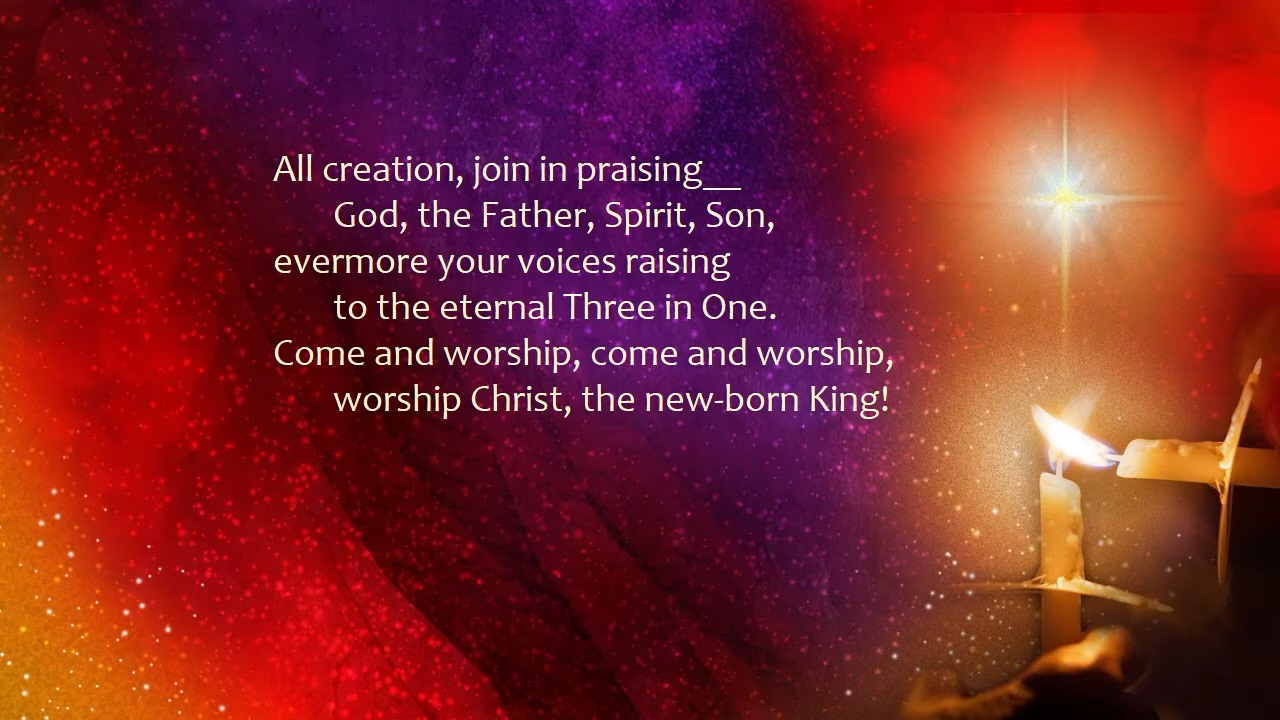 All creation, join in praising__
God, the Father, Spirit, Son,
evermore your voices raising
to the eternal Three in One.
Come and worship, come and worship,
worship Christ, the new-born King!